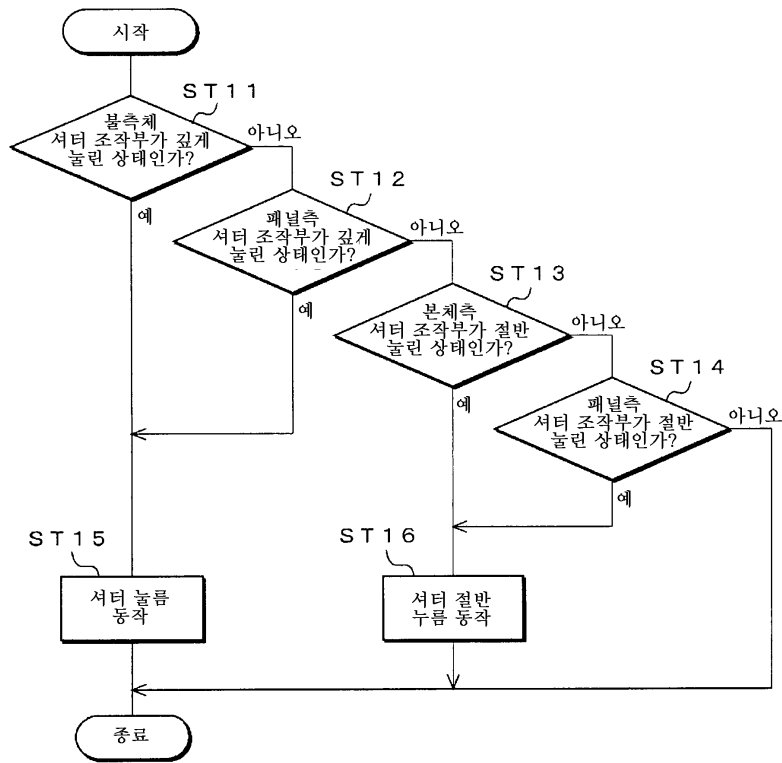 시작
ST11
불측체
셔터 조작부가 깊게
눌린 상태인가?
아니오
예
ST12
패널측
셔터 조작부가 깊게
눌린 상태인가?
아니오
예
ST13
본체측
셔터 조작부가 절반
눌린 상태인가?
아니오
예
ST14
패널측
셔터 조작부가 절반
눌린 상태인가?
아니오
예
ST15
셔터 눌름
동작
ST16
셔터 절반
누름 동작
종료